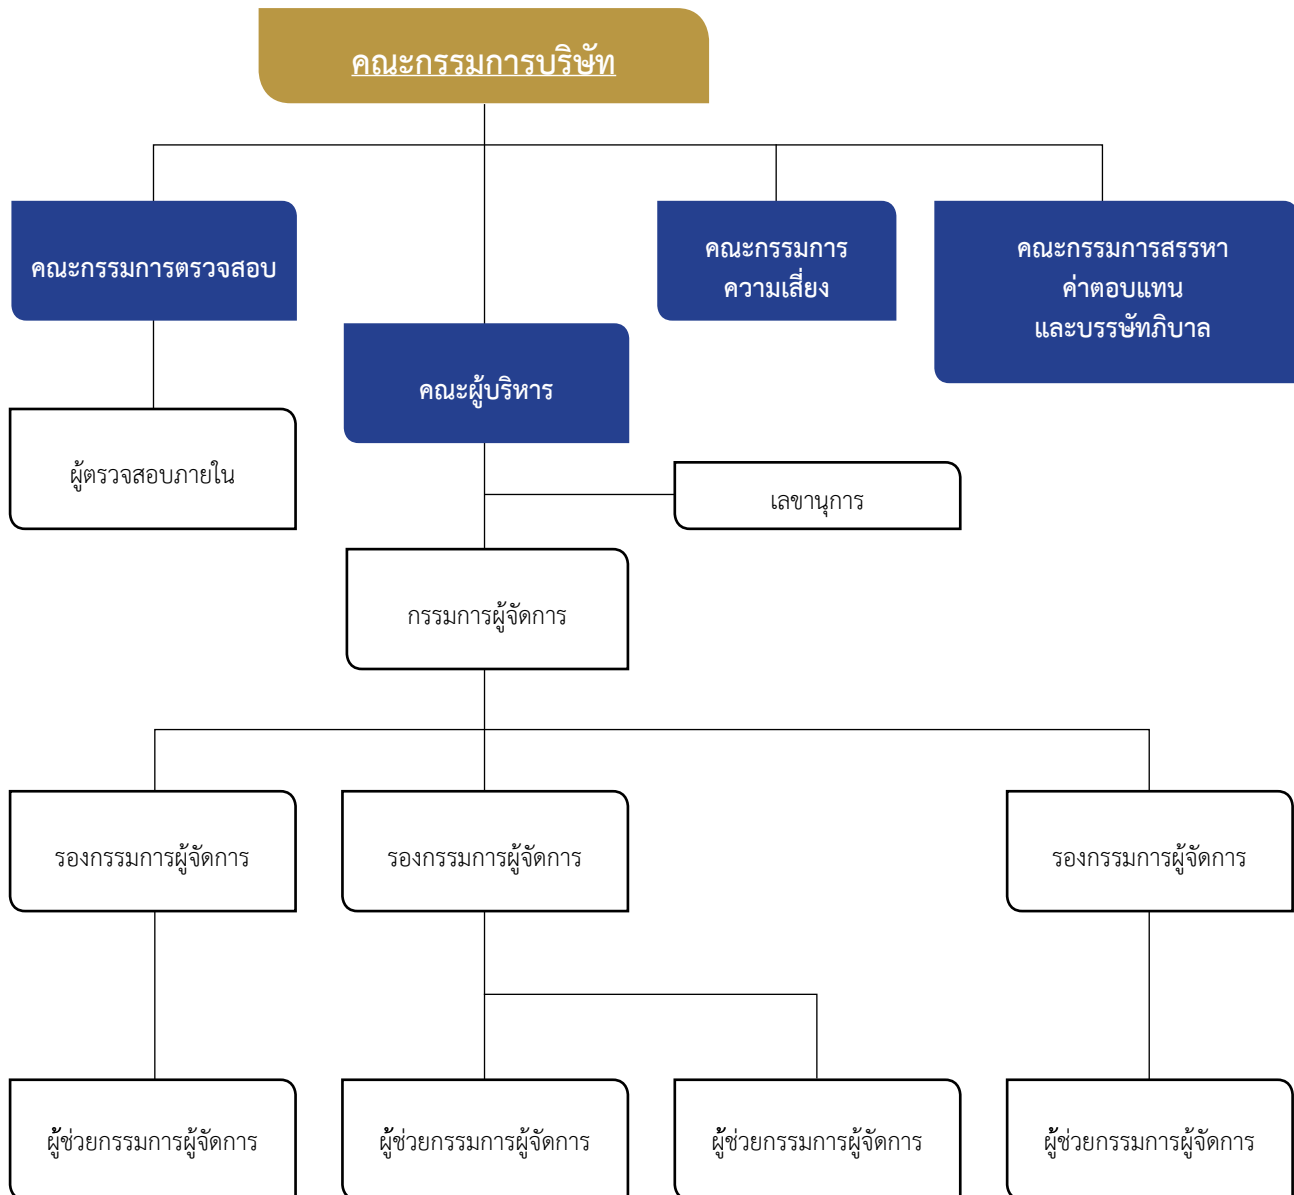 คณะกรรมการบริษัท
คณะกรรมการตรวจสอบ
คณะกรรมการ
ความเสี่ยง
คณะกรรมการสรรหา
ค่าตอบแทน
และบรรษัทภิบาล
คณะผู้บริหาร
ผู้ตรวจสอบภายใน
เลขานุการ
กรรมการผู้จัดการ
รองกรรมการผู้จัดการ
รองกรรมการผู้จัดการ
รองกรรมการผู้จัดการ
ผู้ช่วยกรรมการผู้จัดการ
ผู้ช่วยกรรมการผู้จัดการ
ผู้ช่วยกรรมการผู้จัดการ
ผู้ช่วยกรรมการผู้จัดการ